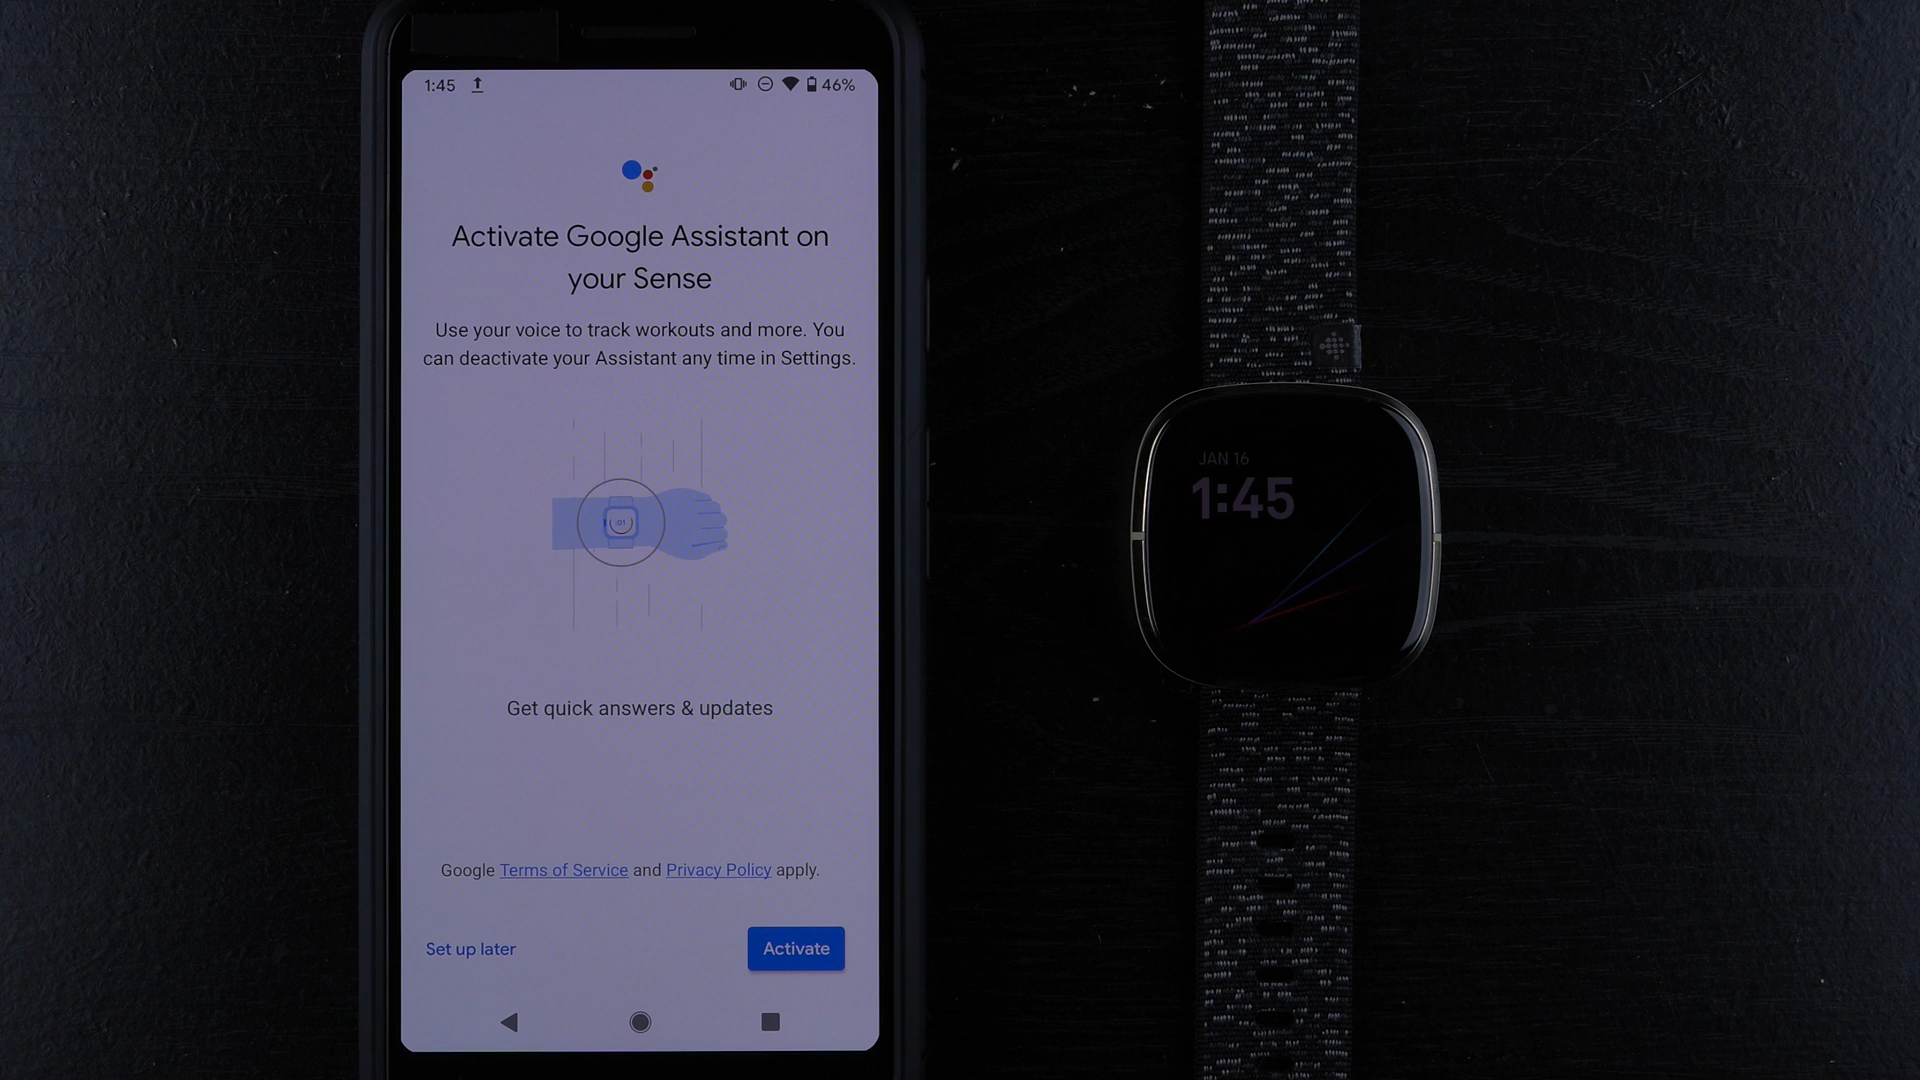 1:45
46%
Activate Google Assistant on
your Sense
Use your voice to track workouts and more. You
can deactivate your Assistant any time in Settings.
:01
Get quick answers & updates
Google Terms of Service and Privacy Policy apply.
Set up later
Activate
JAN 16
1:45